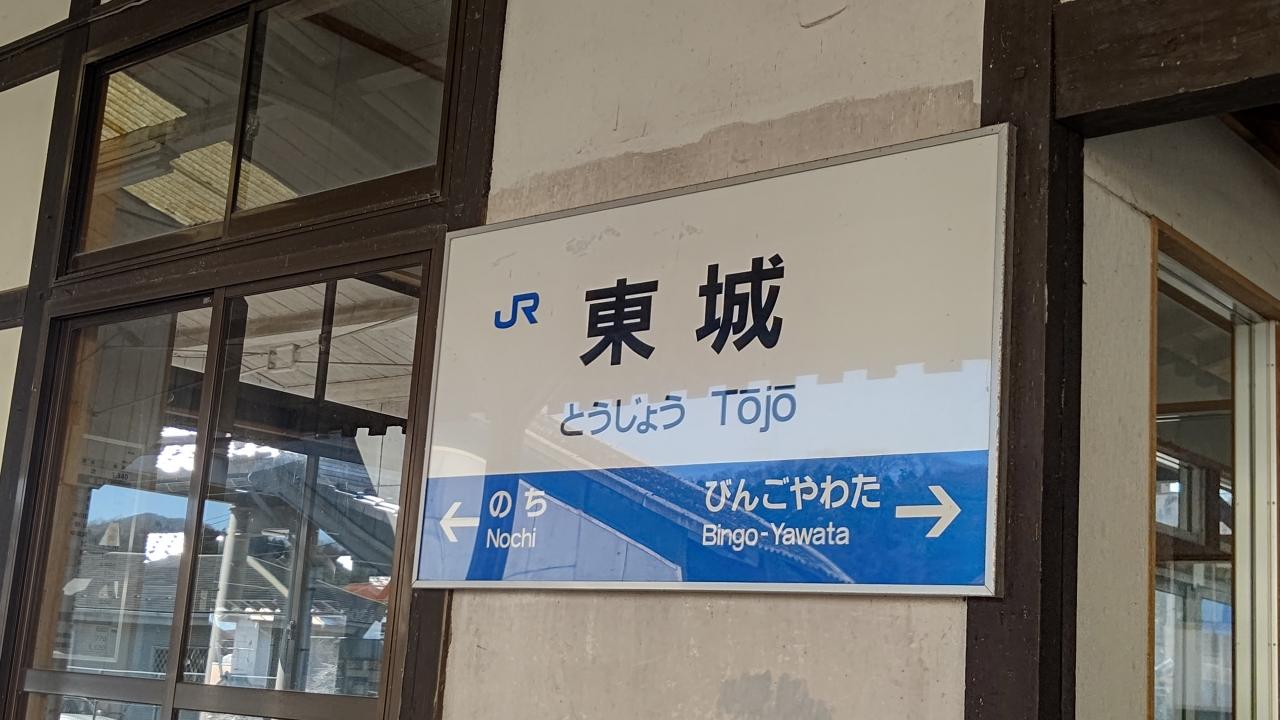 JR 東城
とうじょう Tōjō
← のち びんごやわた →
Nochi Bingo-Yawata